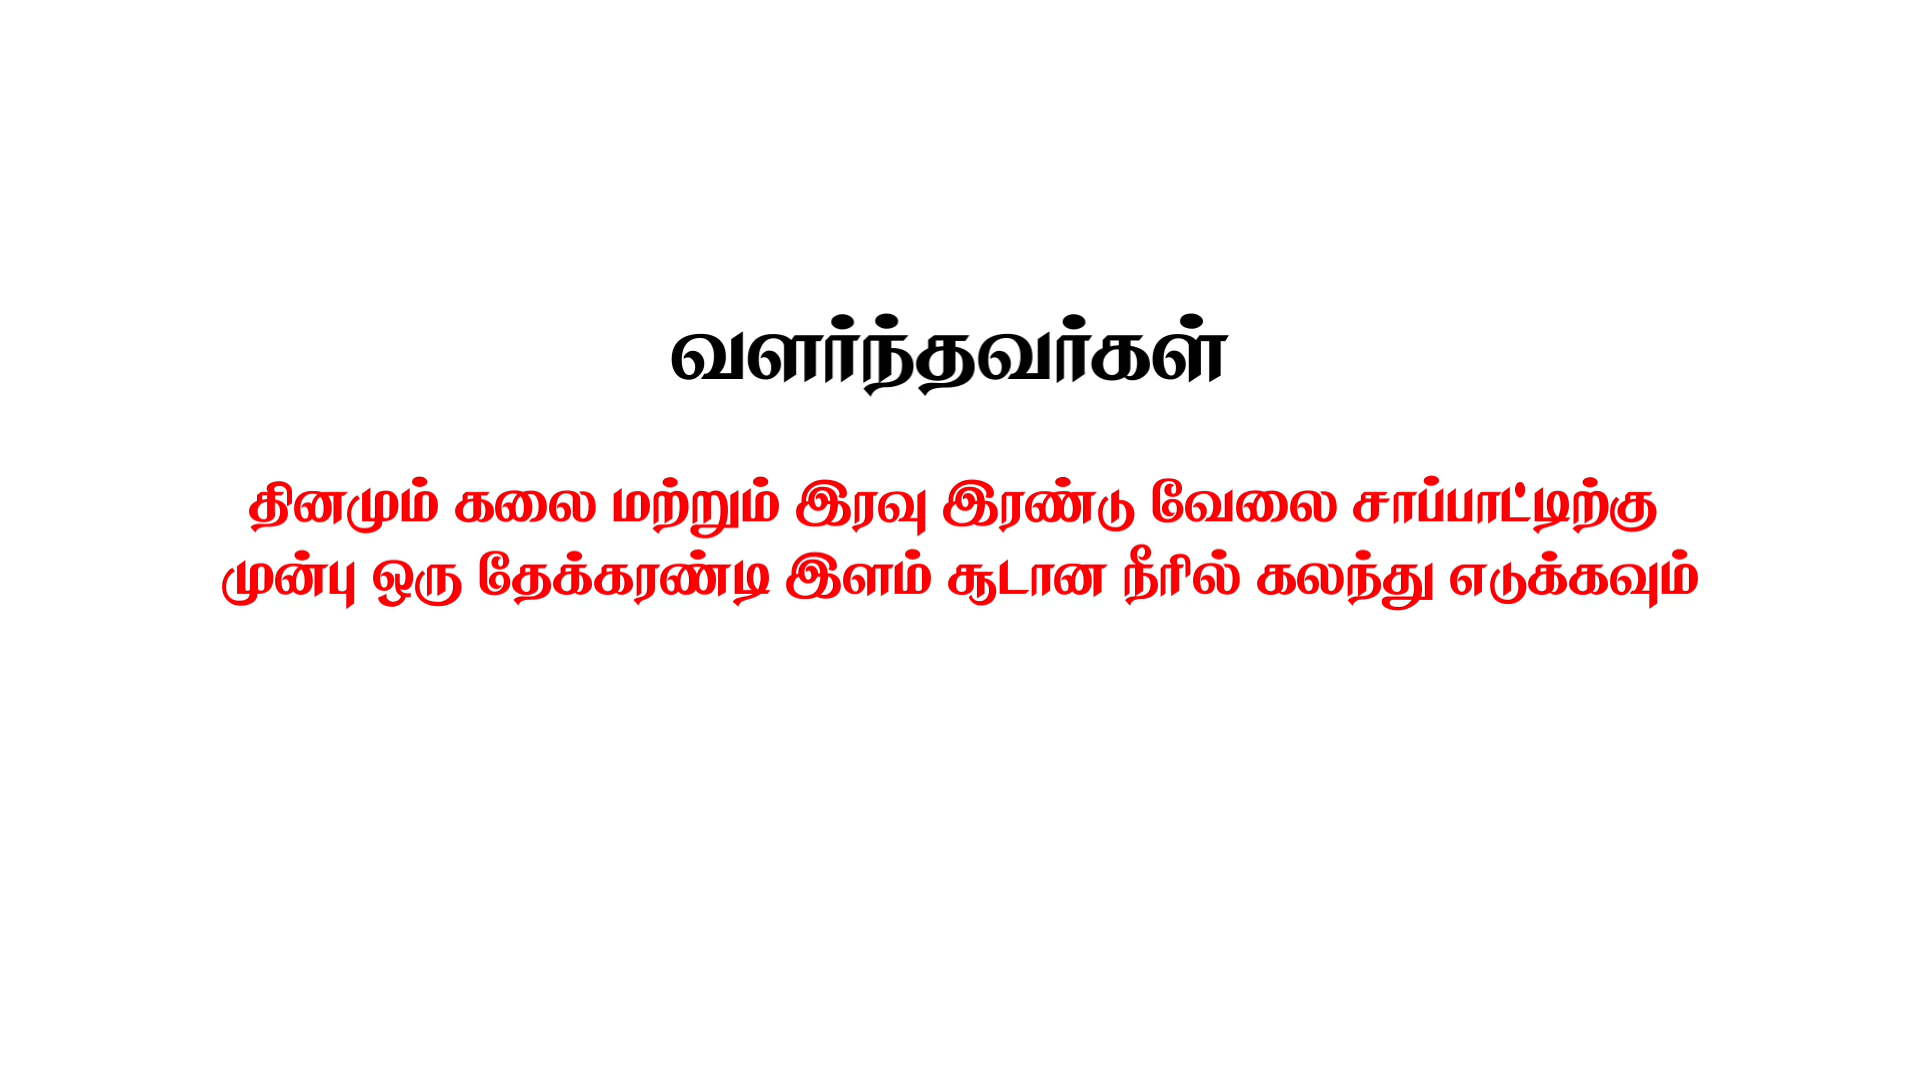 வளர்ந்தவர்கள்
தினமும் கலை மற்றும் இரவு இரண்டு வேலை சாப்பாட்டிற்கு
முன்பு ஒரு தேக்கரண்டி இளம் சூடான நீரில் கலந்து எடுக்கவும்